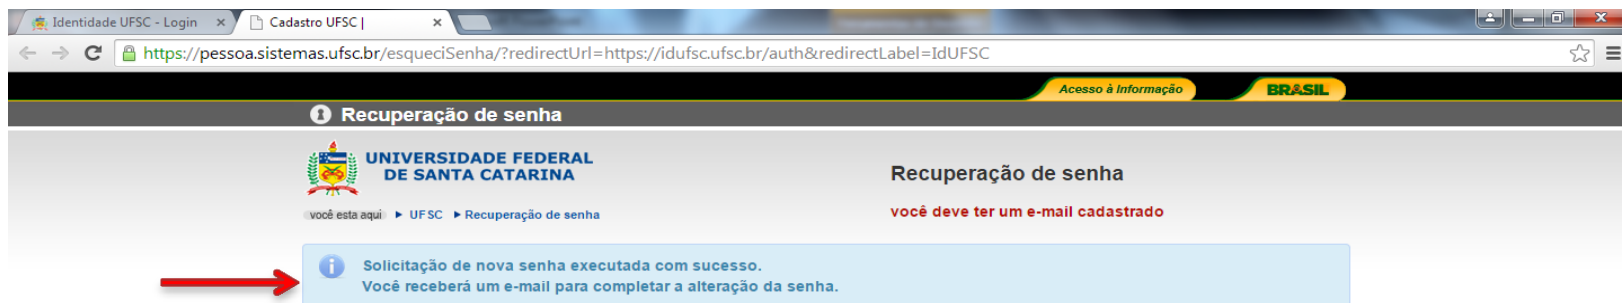 Identidade UFSC - Login
Cadastro UFSC |
https://pessoa.sistemas.ufsc.br/esqueciSenha/?redirectUrl=https://idufsc.ufsc.br/auth&redirectLabel=IdUFSC
Acesso à Informação
BRASIL
Recuperação de senha
UNIVERSIDADE FEDERAL
DE SANTA CATARINA
Recuperação de senha
você esta aqui UFSC Recuperação de senha
você deve ter um e-mail cadastrado
Solicitação de nova senha executada com sucesso.
Você receberá um e-mail para completar a alteração da senha.